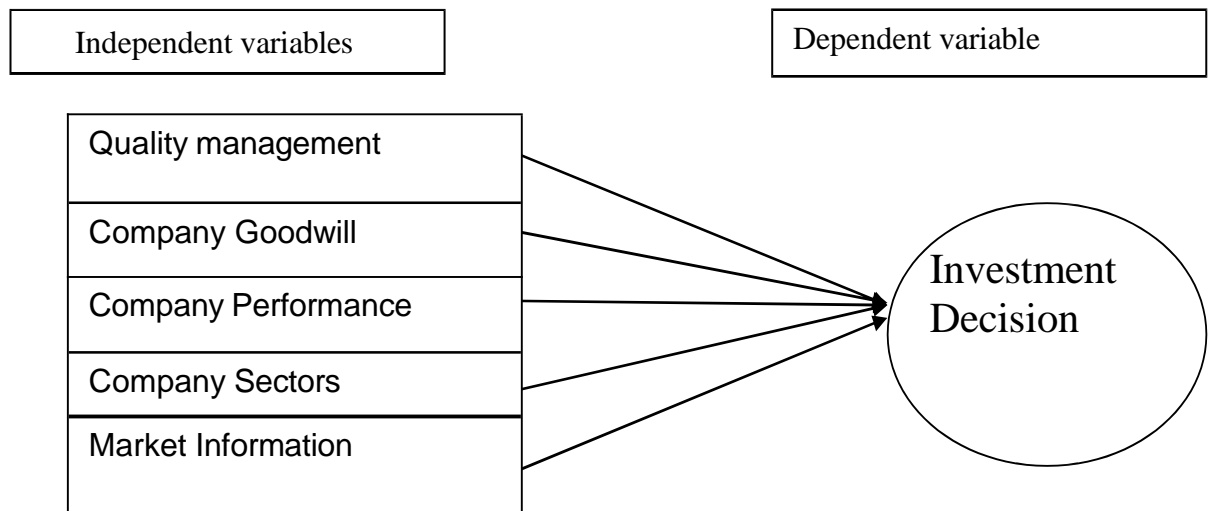 Independent variables
Dependent variable
Quality management
Company Goodwill
Company Performance
Company Sectors
Market Information
Investment
Decision